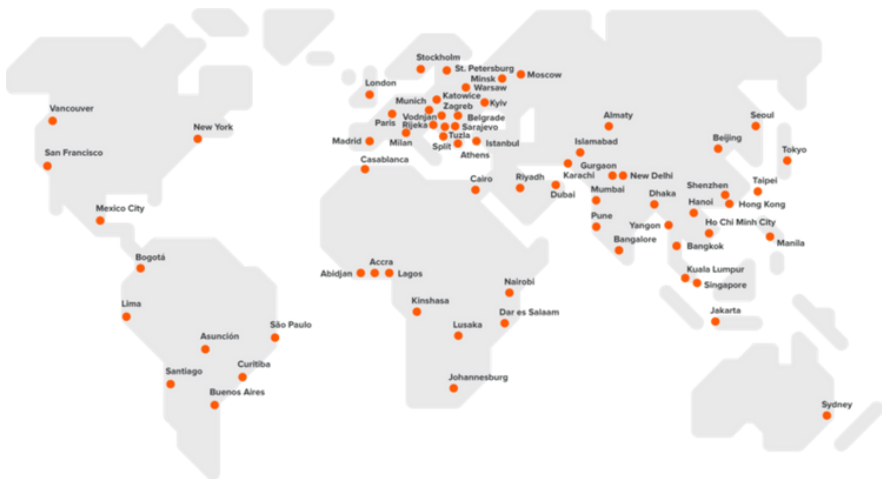 Vancouver
San Francisco
New York
Mexico City
Bogotá
Lima
Asunción
São Paulo
Santiago
Curitiba
Buenos Aires
Stockholm
St. Petersburg
London
Minsk
Moscow
Warsaw
Munich
Katowice
Kyiv
Zagreb
Vodnjan
Belgrade
Paris
Rijeka
Sarajevo
Madrid
Milan
Tuzla
Split
Istanbul
Athens
Casablanca
Cairo
Riyadh
Dubai
Abidjan
Accra
Lagos
Nairobi
Kinshasa
Dar es Salaam
Lusaka
Johannesburg
Almaty
Seoul
Islamabad
Beijing
Tokyo
Gurgaon
Karachi
New Delhi
Mumbai
Dhaka
Shenzhen
Taipei
Hanoi
Hong Kong
Pune
Yangon
Ho Chi Minh City
Bangalore
Bangkok
Manila
Kuala Lumpur
Singapore
Jakarta
Sydney